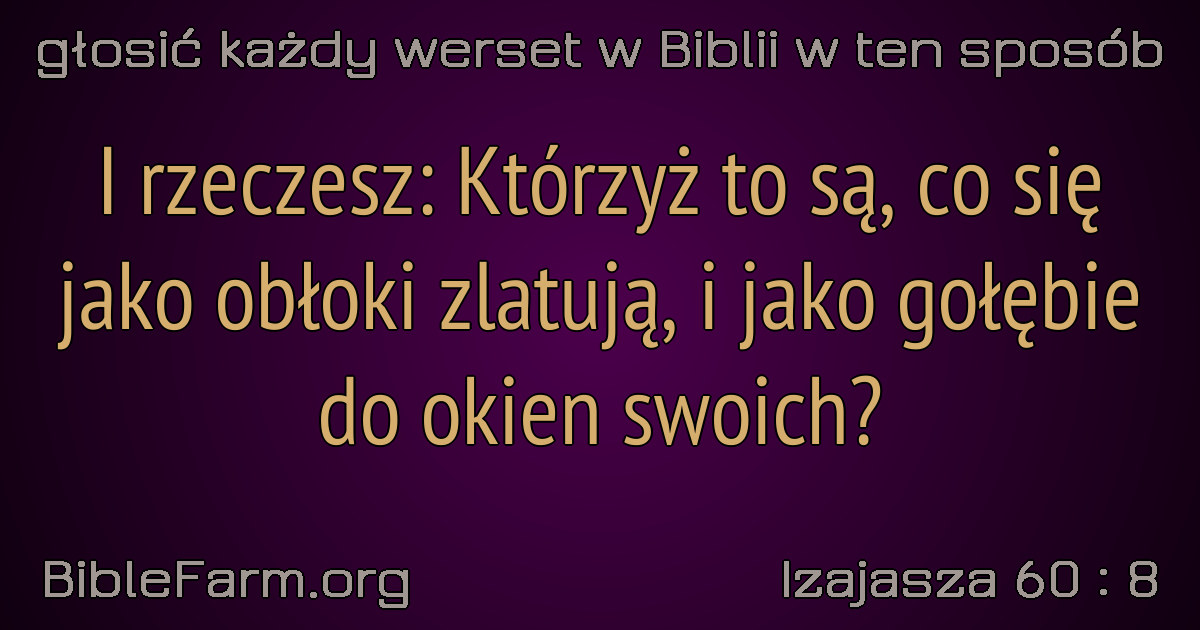 głosić każdy werset w Biblii w ten sposób
I rzeczesz: Którzyż to są, co się
jako obłoki zlatują, i jako gołębie
do okien swoich?
BibleFarm.org
Izajasza 60 : 8